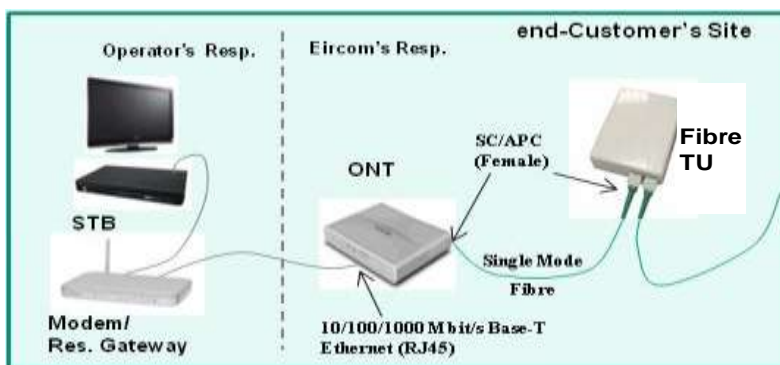 end-Customer's Site
Operator's Resp.
Eircom's Resp.
SC/APC
(Female)
Fibre
TU
ONT
STB
Single Mode
Fibre
Modem/
Res. Gateway
10/100/1000 Mbit/s Base-T
Ethernet (RJ45)